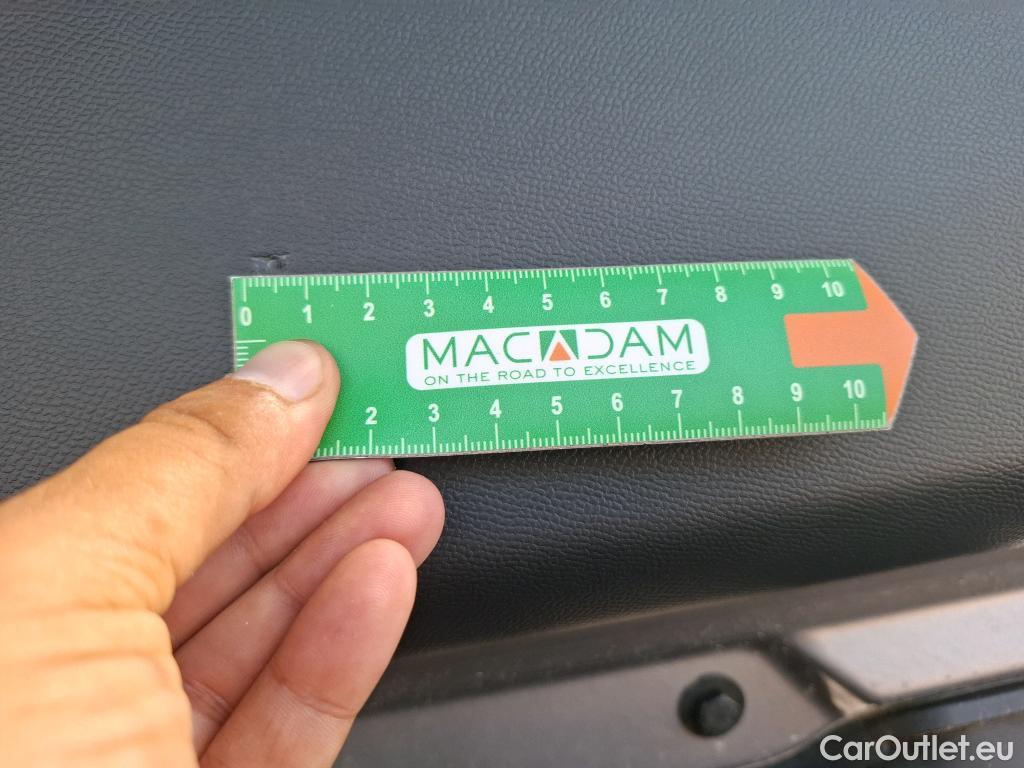 0 1 2 3 4 5 6 7 8 9 10
MACADAM
ON THE ROAD TO EXCELLENCE
2 3 4 5 6 7 8 9 10
CarOutlet.eu